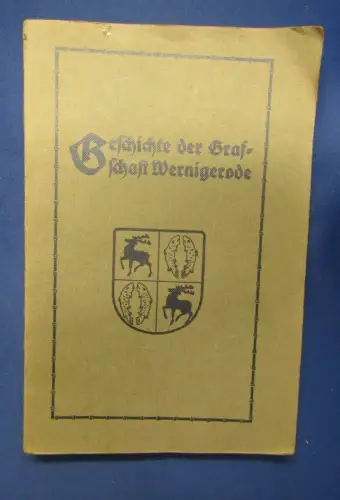 Geschichte der Graf-
schaft Wernigerode